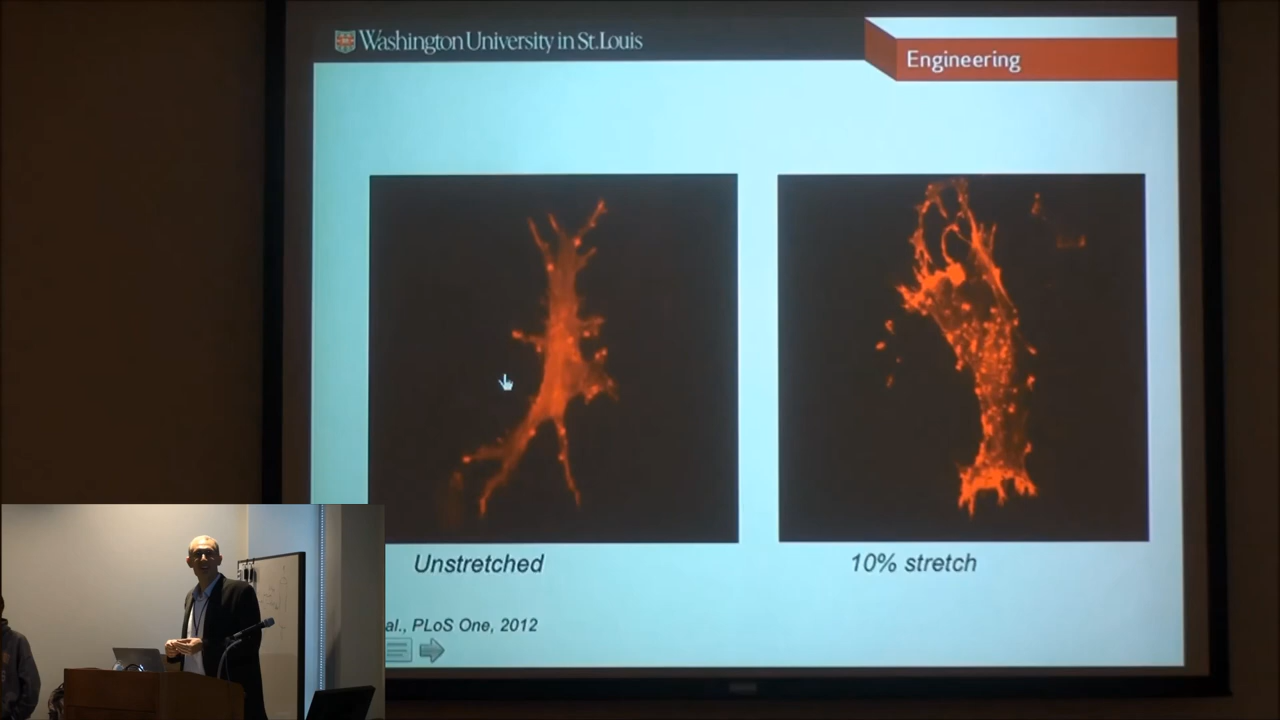 Washington University in St. Louis
Engineering
Unstretched
10% stretch
al., PLoS One, 2012